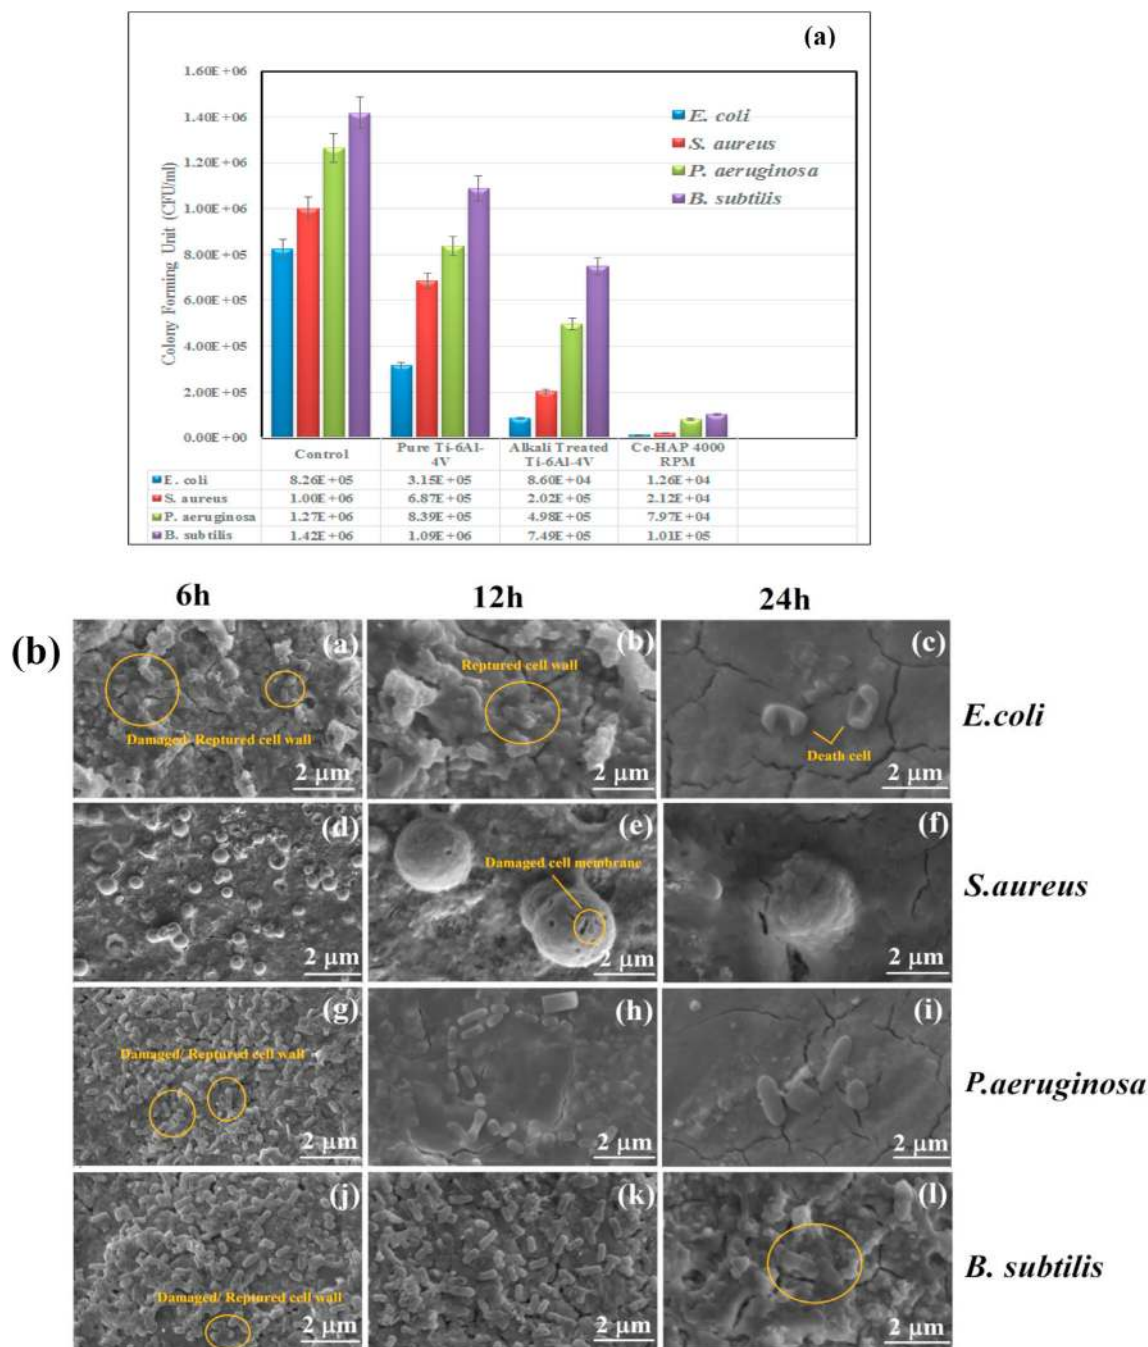 (a)
1.60E+06
1.40E+06
1.20E+06
1.00E+06
8.00E+05
6.00E+05
4.00E+05
2.00E+05
0.00E+00
Colony Forming Unit (CFU/ml)
E. coli
S. aureus
P. aeruginosa
B. subtilis
Control Pure Ti-6Al-4V Alkali Treated Ti-6Al-4V Ce-HAP 4000 RPM
E. coli 8.26E+05 3.15E+05 8.60E+04 1.26E+04
S. aureus 1.00E+06 6.87E+05 2.02E+05 2.12E+04
P. aeruginosa 1.27E+06 8.39E+05 4.98E+05 7.97E+04
B. subtilis 1.42E+06 1.09E+06 7.49E+05 1.01E+05
6h 12h 24h
(b)
(a)
Damaged/ Reptured cell wall
2 μm
(b)
Reptured cell wall
2 μm
(c)
Death cell
2 μm
E.coli
(d)
2 μm
(e)
Damaged cell membrane
2 μm
(f)
2 μm
S.aureus
(g)
Damaged/ Reptured cell wall
2 μm
(h)
2 μm
(i)
2 μm
P.aeruginosa
(j)
Damaged/ Reptured cell wall
2 μm
(k)
2 μm
(l)
2 μm
B. subtilis